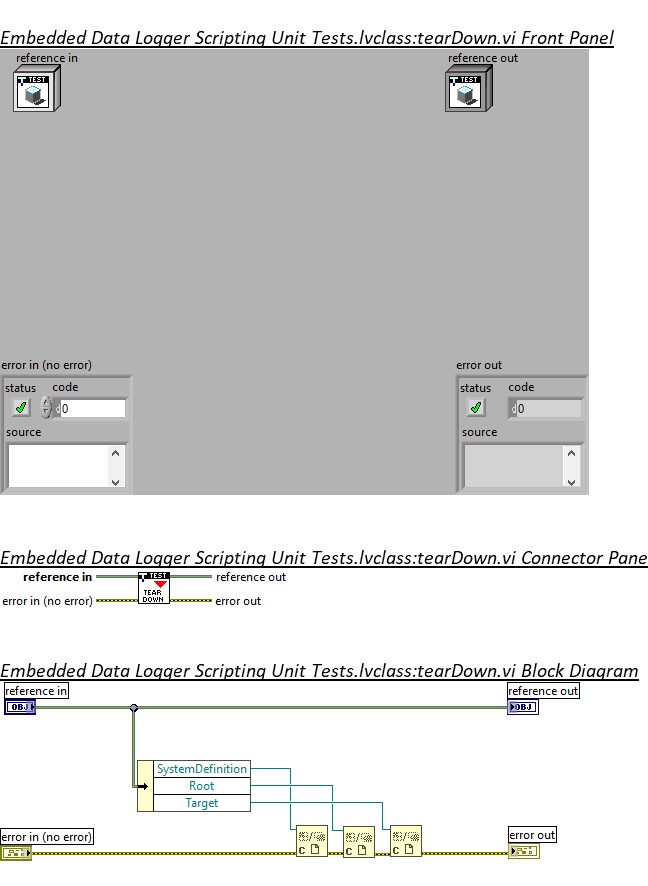 Embedded Data Logger Scripting Unit Tests.lvclass:tearDown.vi Front Panel
reference in
reference out
TEST
TEST
error in (no error)
error out
status code
status code
d0
d0
source
source
Embedded Data Logger Scripting Unit Tests.lvclass:tearDown.vi Connector Pane
reference in
TEST
reference out
TEAR
error in (no error)
DOWN
error out
Embedded Data Logger Scripting Unit Tests.lvclass:tearDown.vi Block Diagram
reference in
reference out
OBJ
OBJ
SystemDefinition
Root
Target
error in (no error)
error out
C
C
C